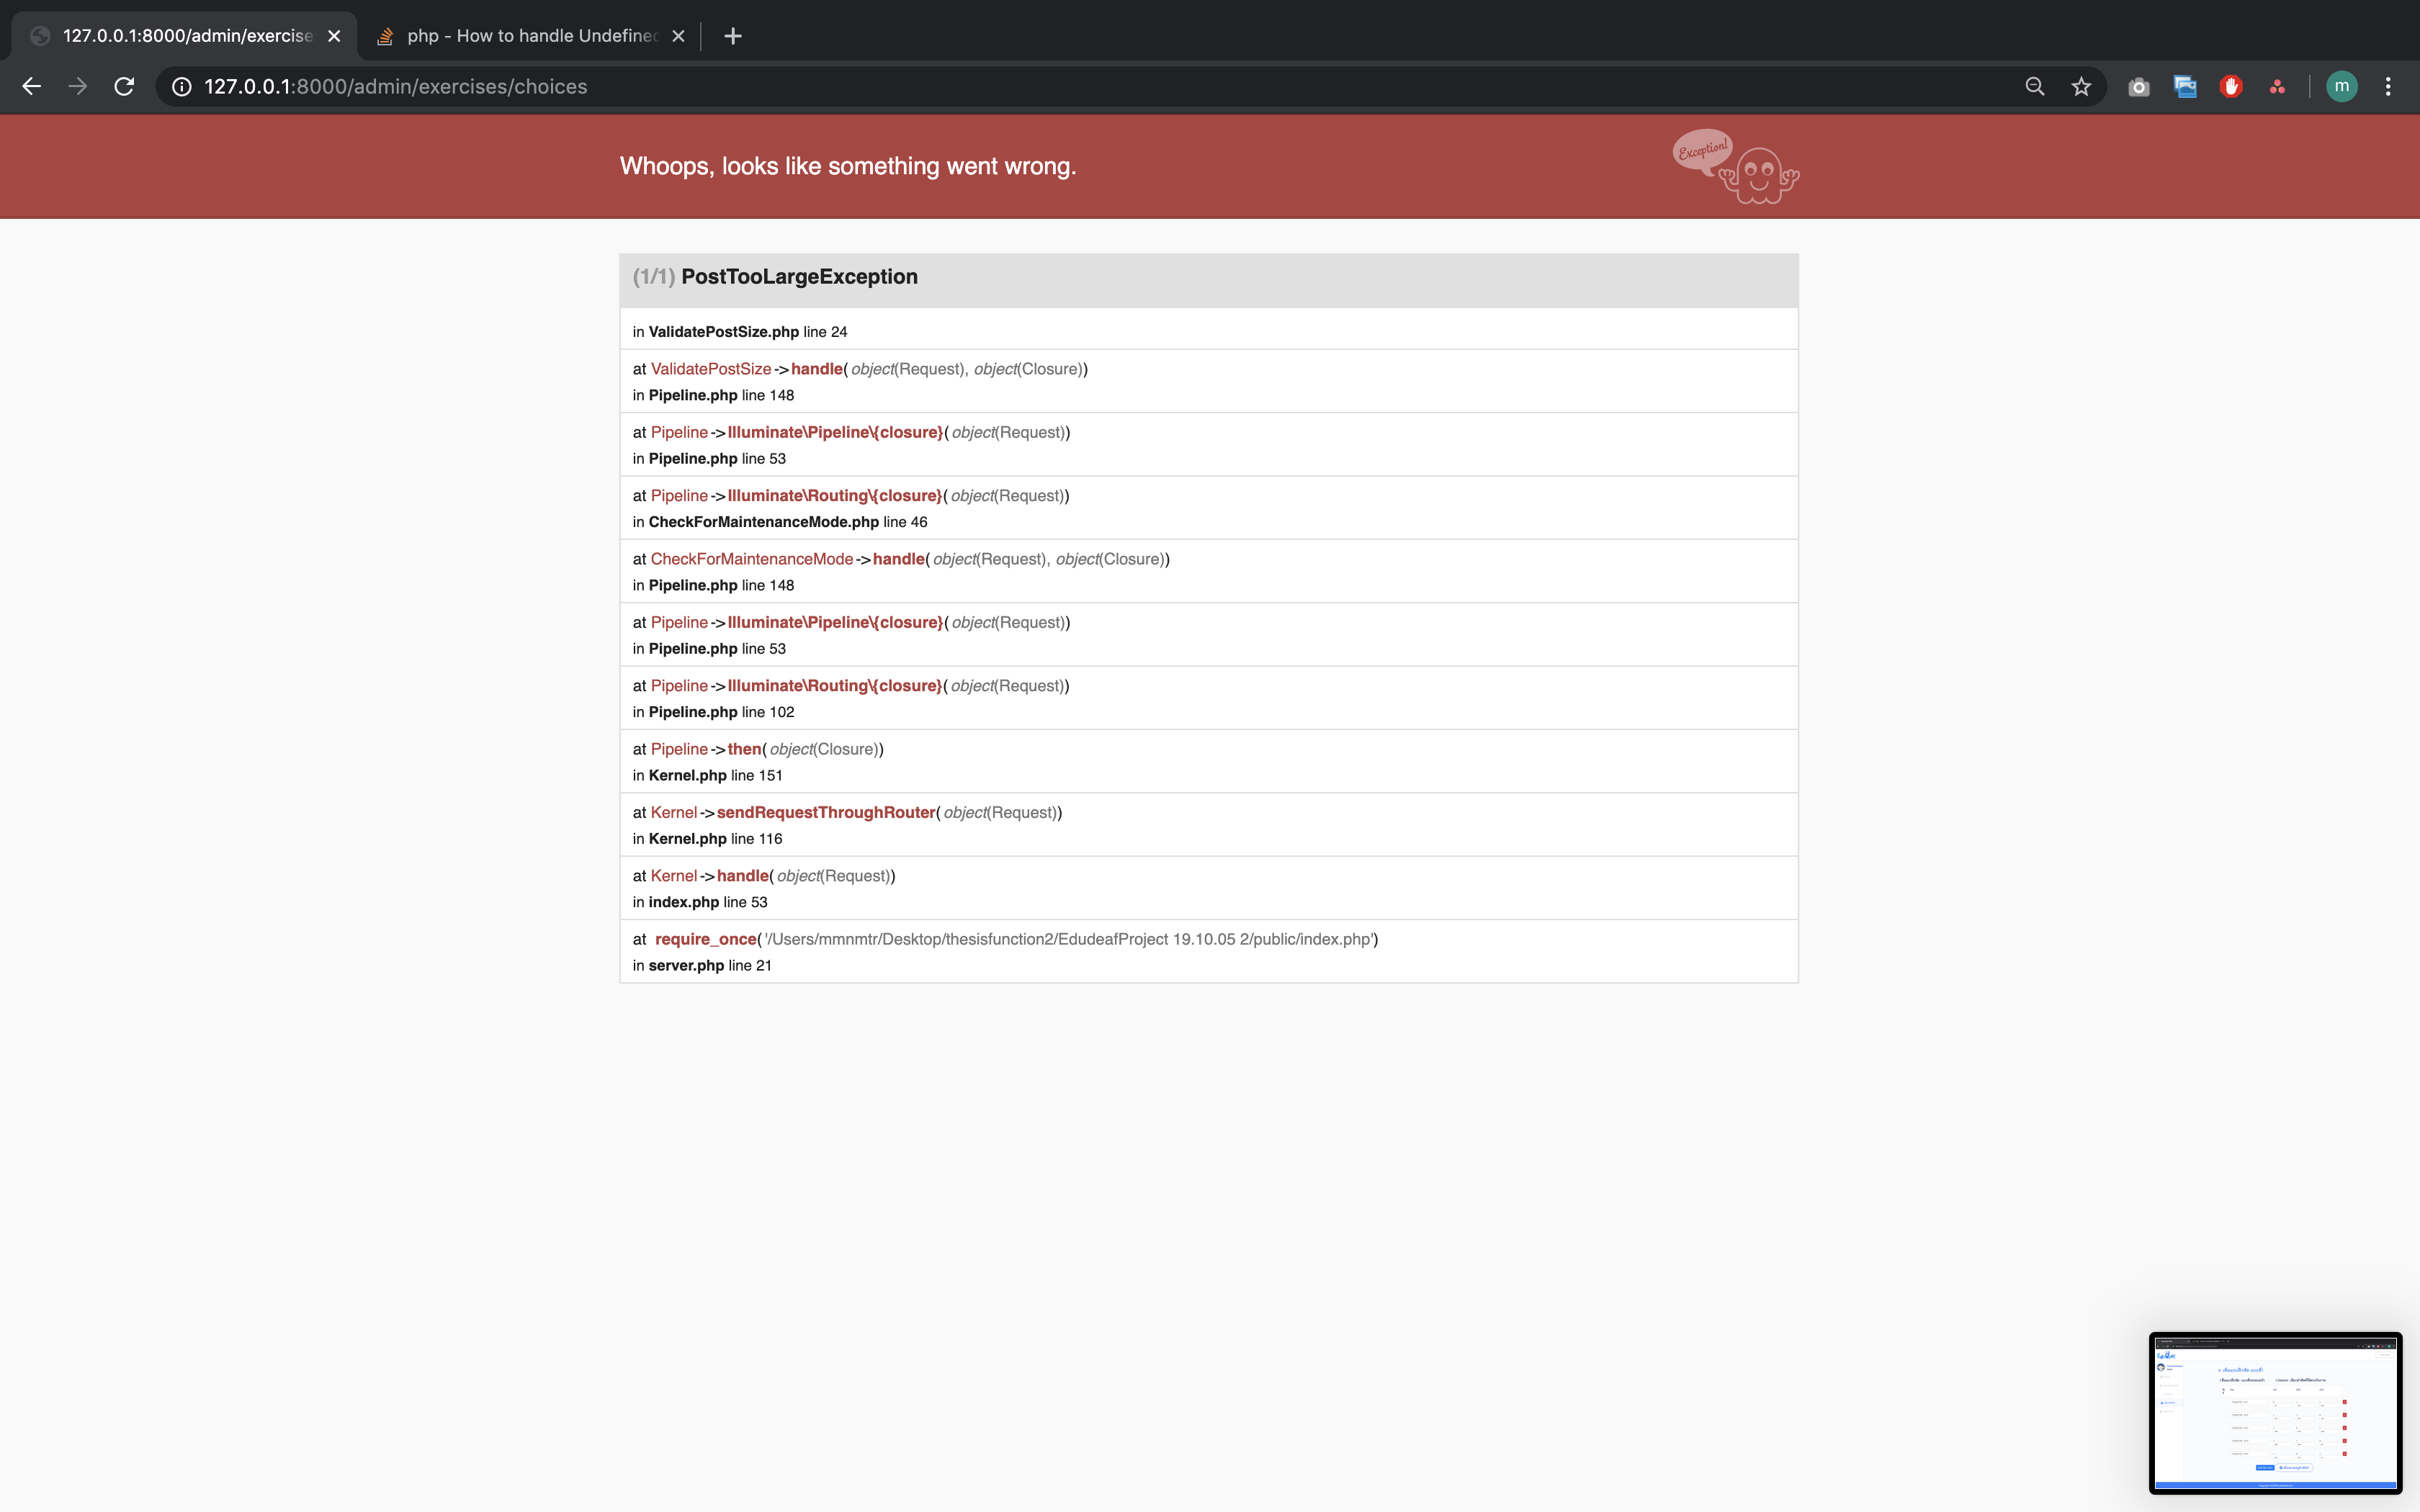 127.0.0.1:8000/admin/exercise
php - How to handle Undefined
127.0.0.1:8000/admin/exercises/choices
m
Whoops, looks like something went wrong.
Exception!
(1/1) PostTooLargeException
in ValidatePostSize.php line 24
at ValidatePostSize->handle(object(Request), object(Closure))
in Pipeline.php line 148
at Pipeline->Illuminate\Pipeline\{closure}(object(Request))
in Pipeline.php line 53
at Pipeline->Illuminate\Routing\{closure}(object(Request))
in CheckForMaintenanceMode.php line 46
at CheckForMaintenanceMode->handle(object(Request), object(Closure))
in Pipeline.php line 148
at Pipeline->Illuminate\Pipeline\{closure}(object(Request))
in Pipeline.php line 53
at Pipeline->Illuminate\Routing\{closure}(object(Request))
in Pipeline.php line 102
at Pipeline->then(object(Closure))
in Kernel.php line 151
at Kernel->sendRequestThroughRouter(object(Request))
in Kernel.php line 116
at Kernel->handle(object(Request))
in index.php line 53
at require_once('/Users/mmnmtr/Desktop/thesisfunction2/EdudeafProject 19.10.05 2/public/index.php')
in server.php line 21